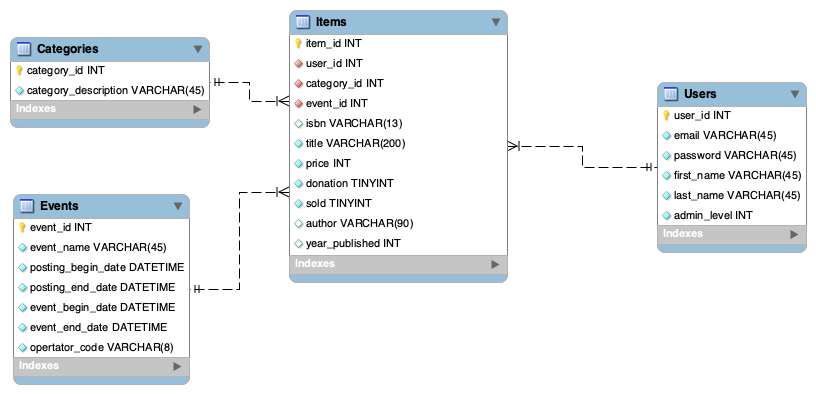 Categories
category_id INT
category_description VARCHAR(45)
Indexes
Items
item_id INT
user_id INT
category_id INT
event_id INT
isbn VARCHAR(13)
title VARCHAR(200)
price INT
donation TINYINT
sold TINYINT
author VARCHAR(90)
year_published INT
Indexes
Users
user_id INT
email VARCHAR(45)
password VARCHAR(45)
first_name VARCHAR(45)
last_name VARCHAR(45)
admin_level INT
Indexes
Events
event_id INT
event_name VARCHAR(45)
posting_begin_date DATETIME
posting_end_date DATETIME
event_begin_date DATETIME
event_end_date DATETIME
opertator_code VARCHAR(8)
Indexes